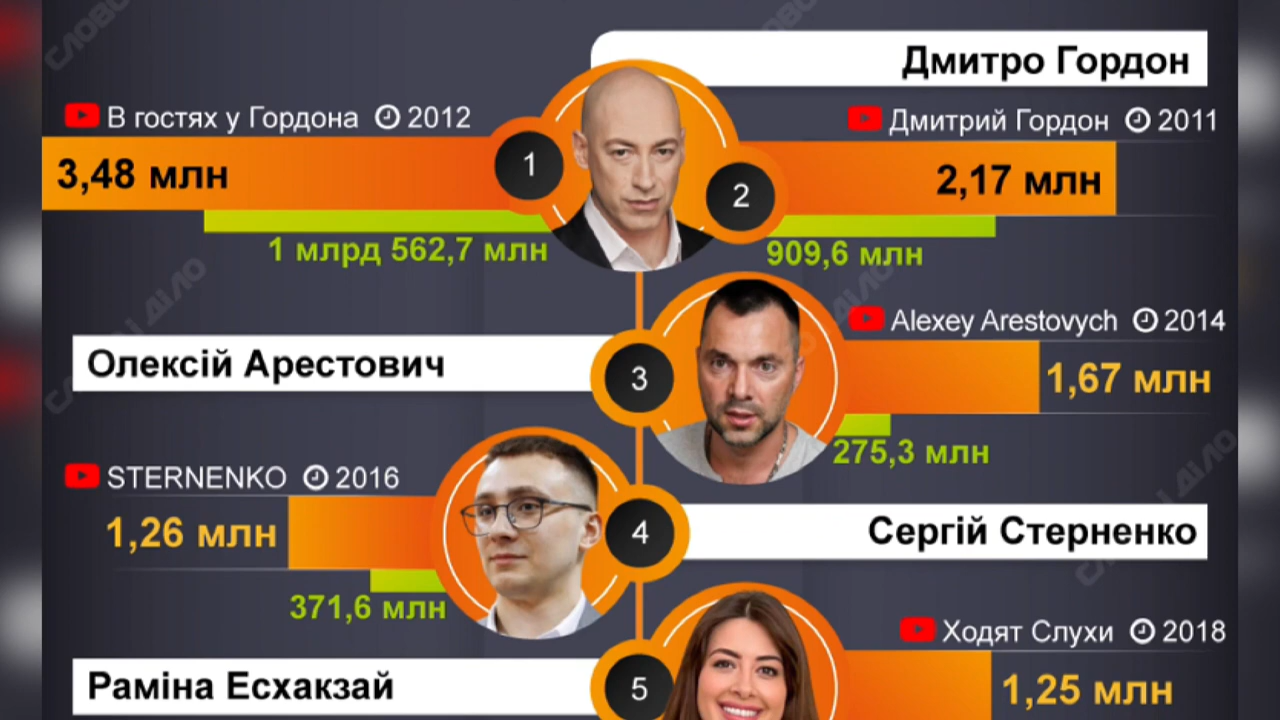 Дмитро Гордон
В гостях у Гордона 2012
Дмитрий Гордон 2011
3,48 млн
1
2
2,17 млн
1 млрд 562,7 млн
909,6 млн
Alexey Arestovych 2014
Олексій Арестович
3
1,67 млн
275,3 млн
STERNENKO 2016
1,26 млн
4
Сергій Стерненко
371,6 млн
Ходят Слухи 2018
Раміна Есхакзай
5
1,25 млн